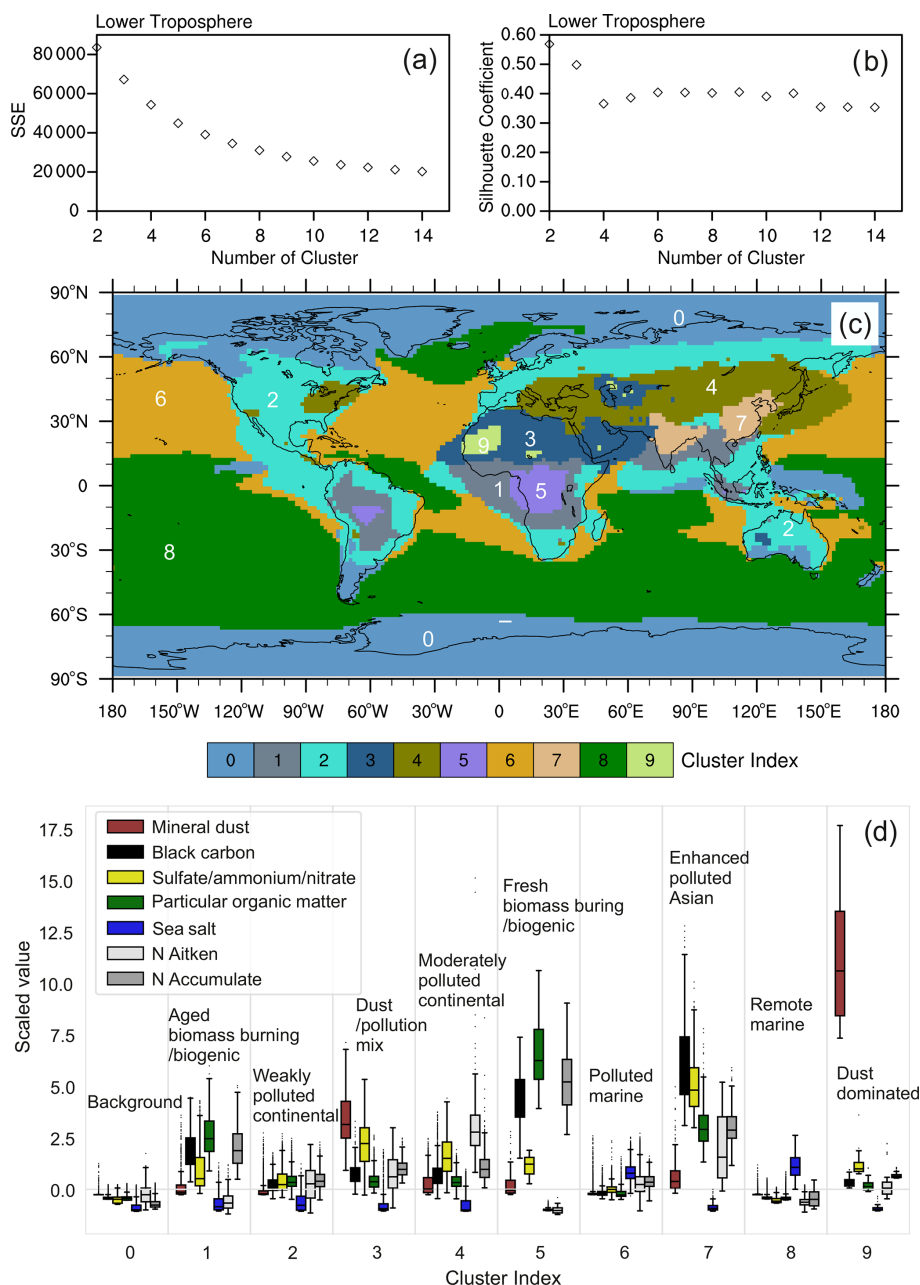 Lower Troposphere
(a)
SSE
80 000
60 000
40 000
20 000
0
2 4 6 8 10 12 14
Number of Cluster
Lower Troposphere
(b)
Silhouette Coefficient
0.60
0.50
0.40
0.30
0.20
0.10
0.00
2 4 6 8 10 12 14
Number of Cluster
(c)
90°N
60°N
30°N
0
30°S
60°S
90°S
0
6
2
4
7
9
3
1
5
2
8
0
180 150°W 120°W 90°W 60°W 30°W 0 30°E 60°E 90°E 120°E 150°E 180
0 1 2 3 4 5 6 7 8 9 Cluster Index
(d)
Scaled value
17.5
15.0
12.5
10.0
7.5
5.0
2.5
0.0
Mineral dust
Black carbon
Sulfate/ammonium/nitrate
Particular organic matter
Sea salt
N Aitken
N Accumulate
Background
Aged
biomass burning
/biogenic
Weakly
polluted
continental
Dust
/pollution
mix
Moderately
polluted
continental
Fresh
biomass buring
/biogenic
Polluted
marine
Enhanced
polluted
Asian
Remote
marine
Dust
dominated
0 1 2 3 4 5 6 7 8 9
Cluster Index